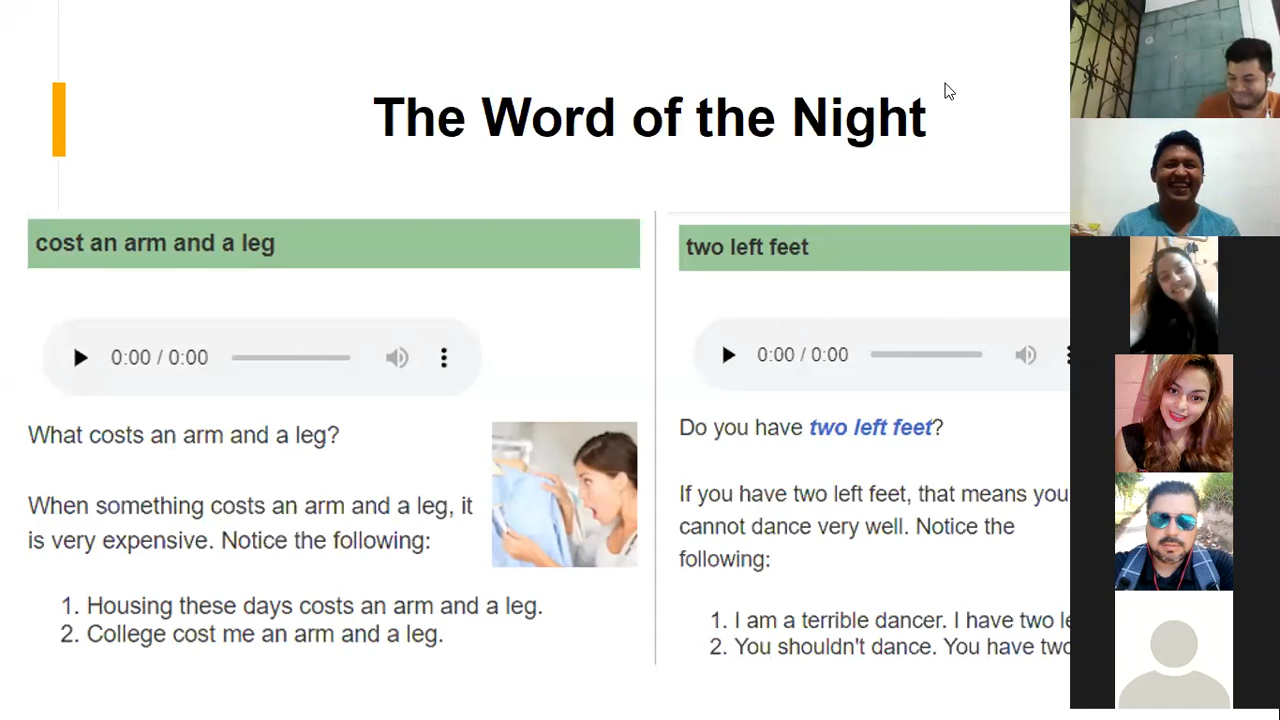 The Word of the Night
cost an arm and a leg
0:00 / 0:00
What costs an arm and a leg?
When something costs an arm and a leg, it
is very expensive. Notice the following:
1. Housing these days costs an arm and a leg.
2. College cost me an arm and a leg.
two left feet
0:00 / 0:00
Do you have two left feet?
If you have two left feet, that means you
cannot dance very well. Notice the
following:
1. I am a terrible dancer. I have two
2. You shouldn't dance. You have two